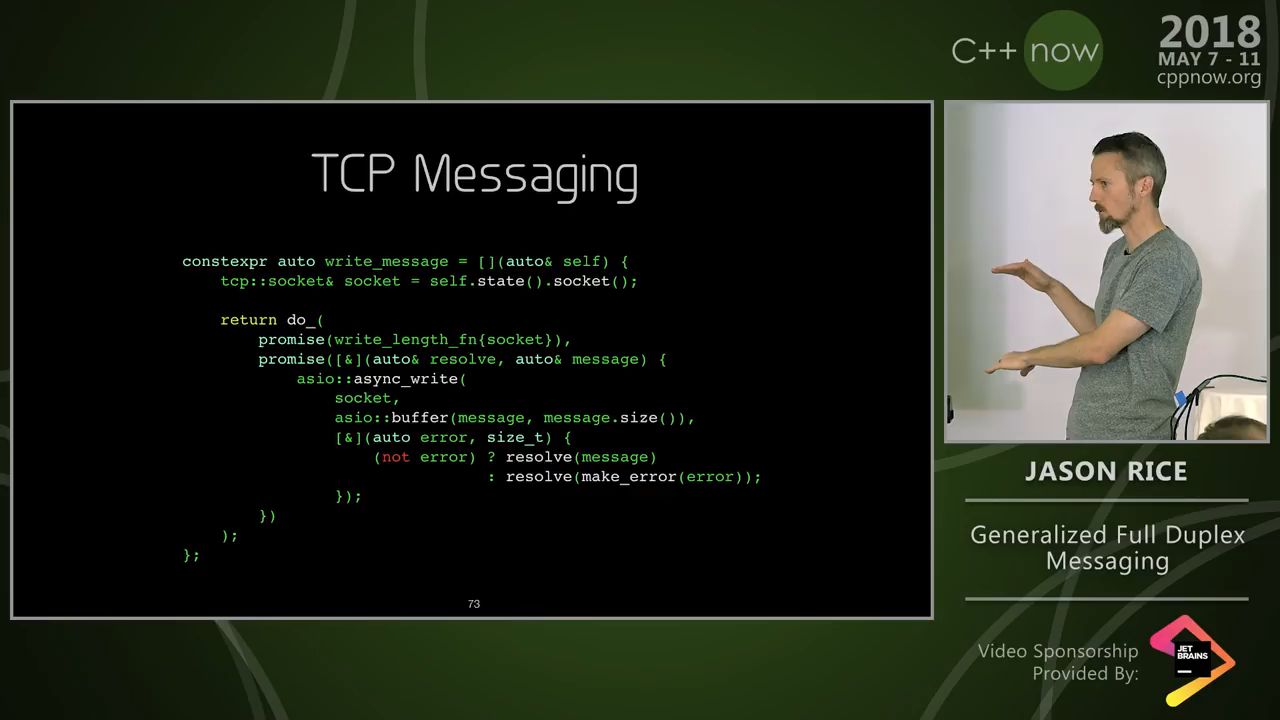 C++ now
2018
MAY 7 - 11
cppnow.org
TCP Messaging
constexpr auto write_message = [](auto& self) {
    tcp::socket& socket = self.state().socket();
    return do_(
        promise(write_length_fn{socket}),
        promise([&](auto& resolve, auto& message) {
            asio::async_write(
                socket,
                asio::buffer(message, message.size()),
                [&](auto error, size_t) {
                    (not error) ? resolve(message)
                                : resolve(make_error(error));
                });
        })
    );
};
73
JASON RICE
Generalized Full Duplex
Messaging
Video Sponsorship
Provided By:
JET
BRAINS